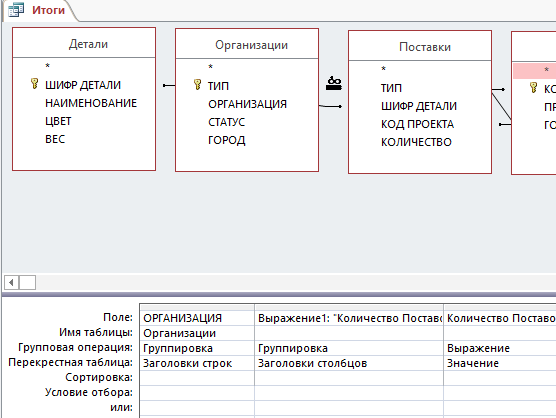 Итоги
Детали
*
ШИФР ДЕТАЛИ
НАИМЕНОВАНИЕ
ЦВЕТ
ВЕС
Организации
*
ТИП
ОРГАНИЗАЦИЯ
СТАТУС
ГОРОД
Поставки
*
ТИП
ШИФР ДЕТАЛИ
КОД ПРОЕКТА
КОЛИЧЕСТВО
*
КО
ПР
ГО
Поле: ОРГАНИЗАЦИЯ Выражение1: "Количество Поставо Количество Поставо
Имя таблицы: Организации
Групповая операция: Группировка Группировка Выражение
Перекрестная таблица: Заголовки строк Заголовки столбцов Значение
Сортировка:
Условие отбора:
или: